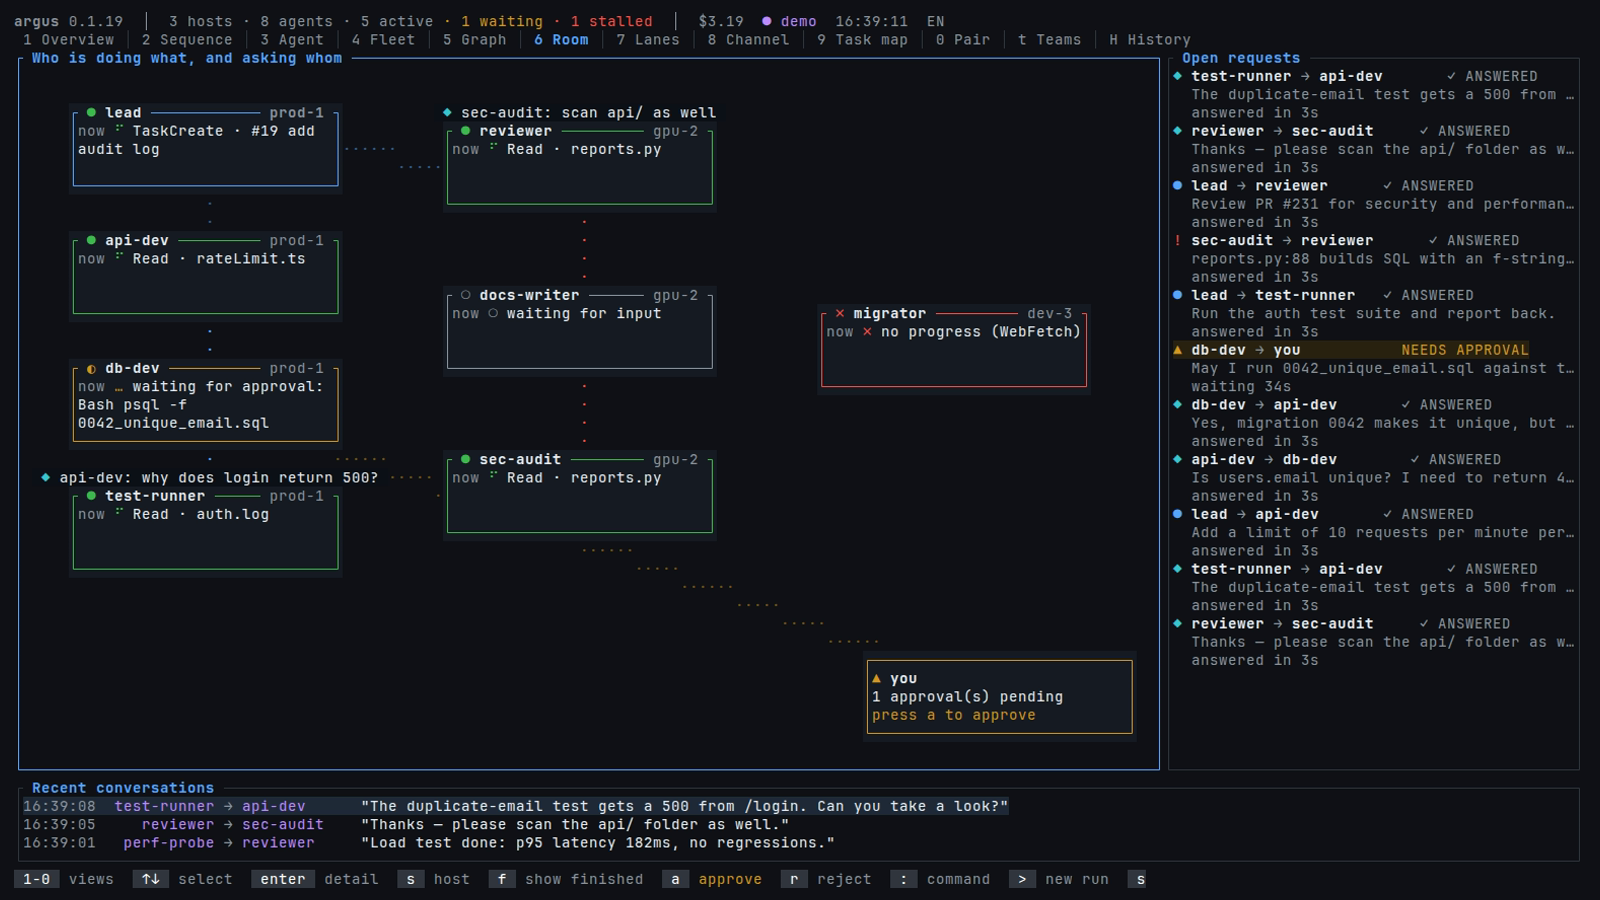 argus 0.1.19 │ 3 hosts · 8 agents · 5 active · 1 waiting · 1 stalled │ $3.19 ● demo 16:39:11 EN
1 Overview │ 2 Sequence │ 3 Agent │ 4 Fleet │ 5 Graph │ 6 Room │ 7 Lanes │ 8 Channel │ 9 Task map │ 0 Pair │ t Teams │ H History
Who is doing what, and asking whom
● lead prod-1
now TaskCreate · #19 add
audit log
◆ sec-audit: scan api/ as well
● reviewer gpu-2
now Read · reports.py
● api-dev prod-1
now Read · rateLimit.ts
○ docs-writer gpu-2
now ○ waiting for input
✕ migrator dev-3
now ✕ no progress (WebFetch)
◐ db-dev prod-1
now … waiting for approval:
Bash psql -f
0042_unique_email.sql
● sec-audit gpu-2
now Read · reports.py
◆ api-dev: why does login return 500?
● test-runner prod-1
now Read · auth.log
▲ you
1 approval(s) pending
press a to approve
Open requests
◆ test-runner → api-dev ✓ ANSWERED
The duplicate-email test gets a 500 from …
answered in 3s
◆ reviewer → sec-audit ✓ ANSWERED
Thanks — please scan the api/ folder as w…
answered in 3s
● lead → reviewer ✓ ANSWERED
Review PR #231 for security and performan…
answered in 3s
! sec-audit → reviewer ✓ ANSWERED
reports.py:88 builds SQL with an f-string…
answered in 3s
● lead → test-runner ✓ ANSWERED
Run the auth test suite and report back.
answered in 3s
▲ db-dev → you NEEDS APPROVAL
May I run 0042_unique_email.sql against t…
waiting 34s
◆ db-dev → api-dev ✓ ANSWERED
Yes, migration 0042 makes it unique, but …
answered in 3s
◆ api-dev → db-dev ✓ ANSWERED
Is users.email unique? I need to return 4…
answered in 3s
● lead → api-dev ✓ ANSWERED
Add a limit of 10 requests per minute per…
answered in 3s
◆ test-runner → api-dev ✓ ANSWERED
The duplicate-email test gets a 500 from …
answered in 3s
◆ reviewer → sec-audit ✓ ANSWERED
Thanks — please scan the api/ folder as w…
answered in 3s
Recent conversations
16:39:08 test-runner → api-dev "The duplicate-email test gets a 500 from /login. Can you take a look?"
16:39:05 reviewer → sec-audit "Thanks — please scan the api/ folder as well."
16:39:01 perf-probe → reviewer "Load test done: p95 latency 182ms, no regressions."
1-0 views ↑↓ select enter detail s host f show finished a approve r reject : command > new run s